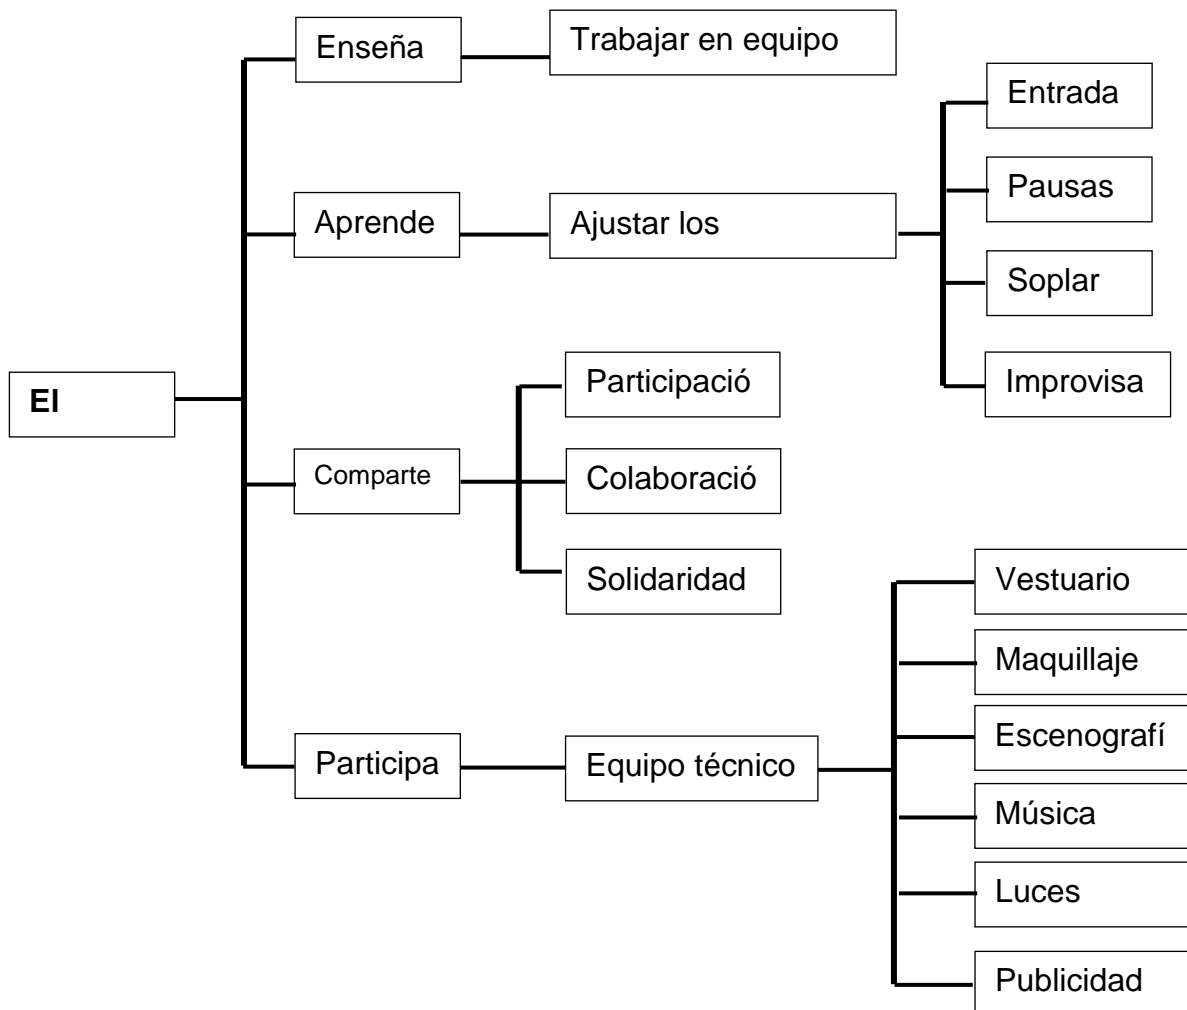 El
Enseña
Trabajar en equipo
Aprende
Ajustar los
Entrada
Pausas
Soplar
Improvisa
Comparte
Participació
Colaboració
Solidaridad
Participa
Equipo técnico
Vestuario
Maquillaje
Escenografí
Música
Luces
Publicidad